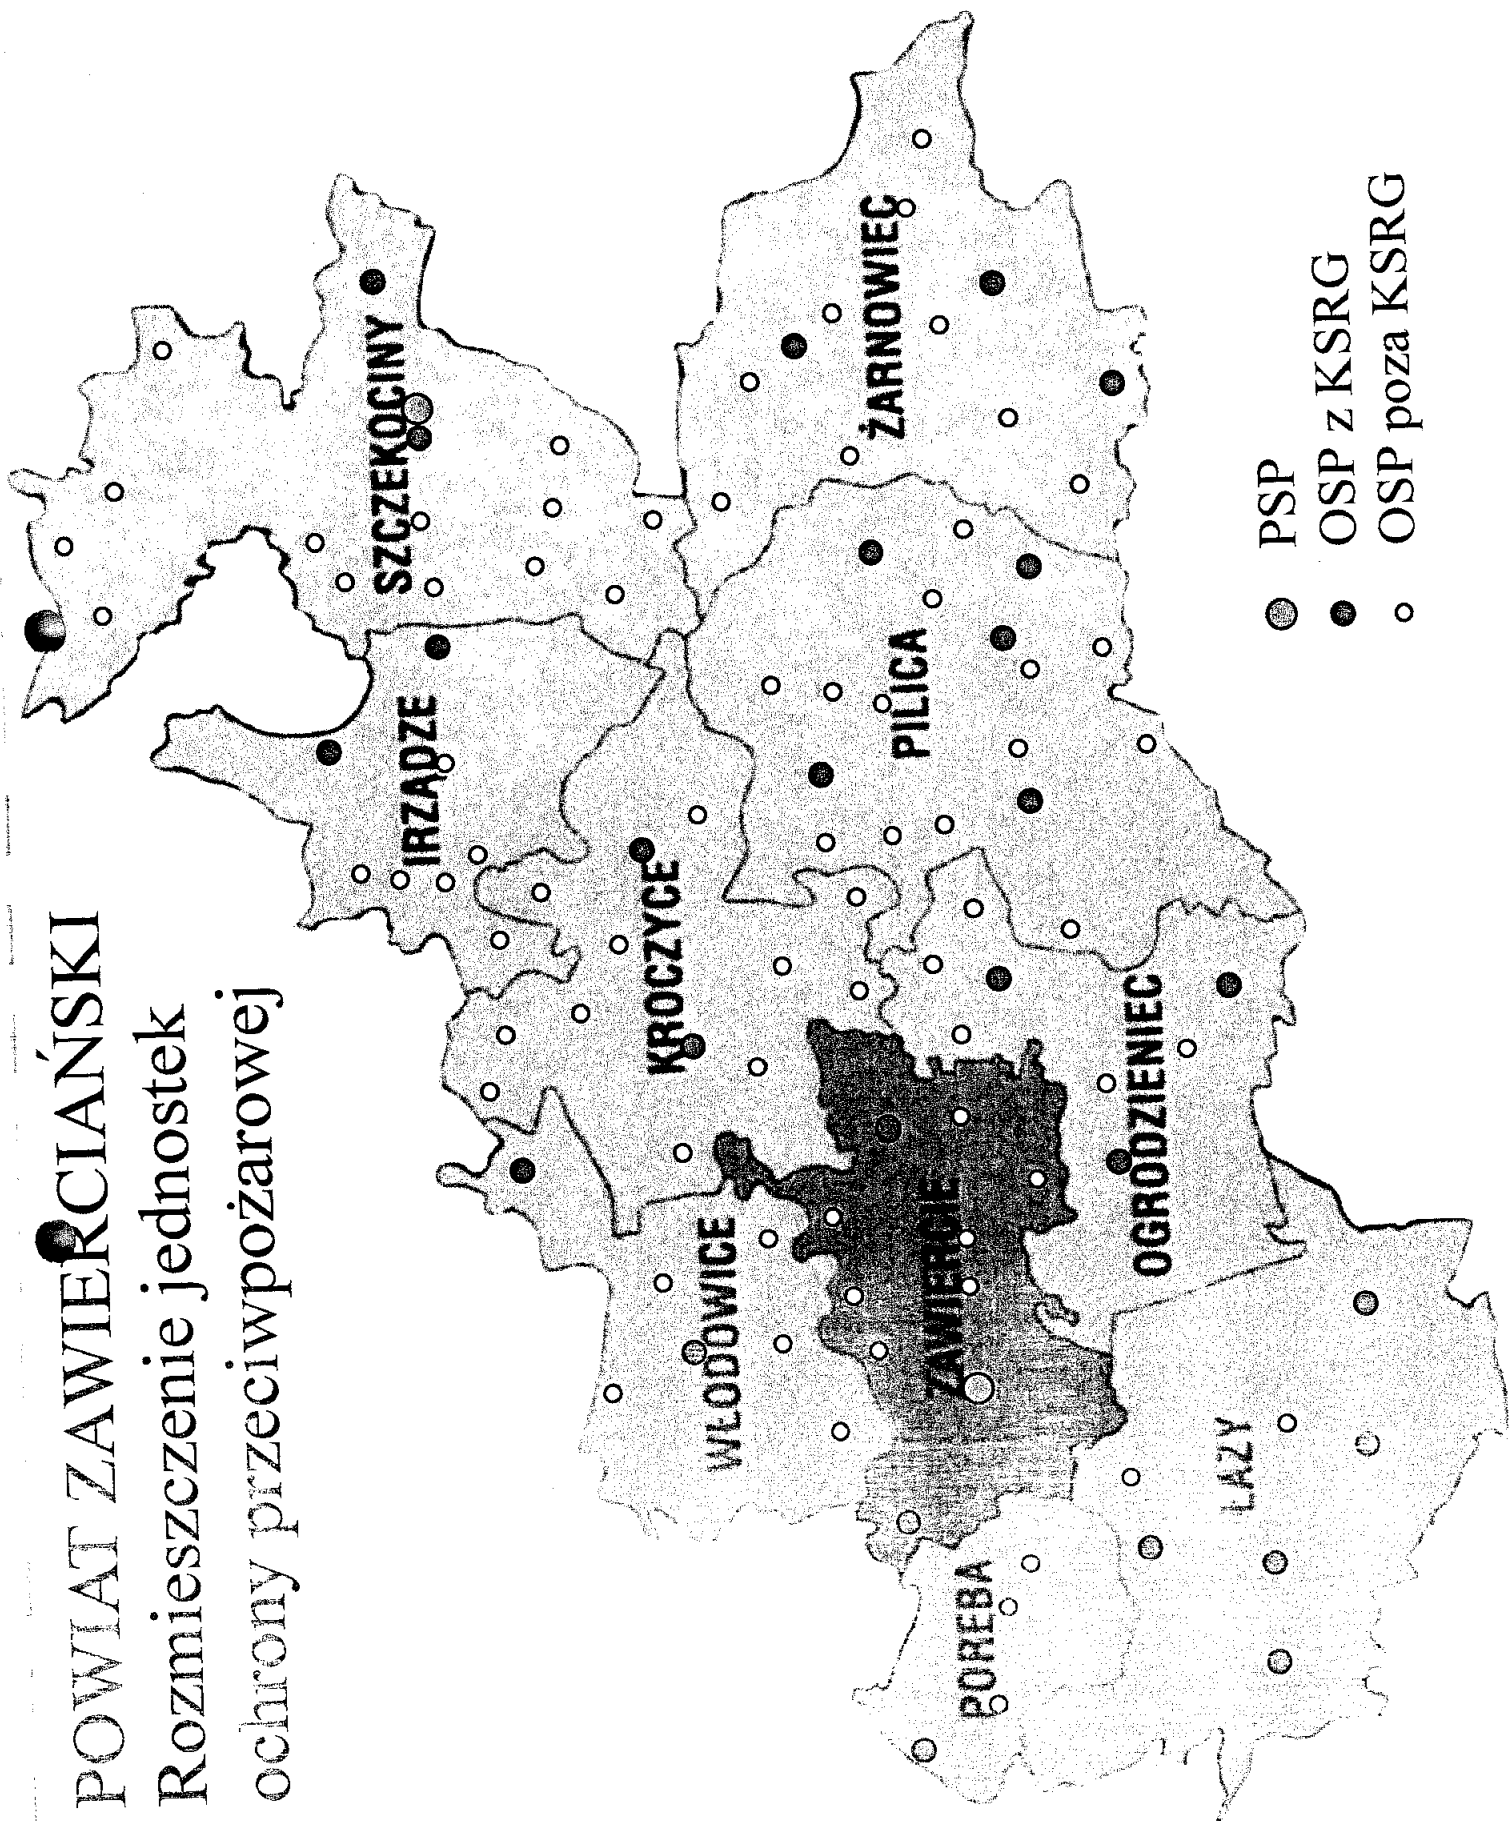 POWIAT ZAWIERCIAŃSKI
Rozmieszczenie jednostek
ochrony przeciwpożarowej
SZCZEKOCINY
IRZĄDZE
KROCZYCE
WŁODOWICE
ŻARNOWIEC
PILICA
ZAWIERCIE
PORĘBA
OGRODZIENIEC
ŁAZY
PSP
OSP z KSRG
OSP poza KSRG